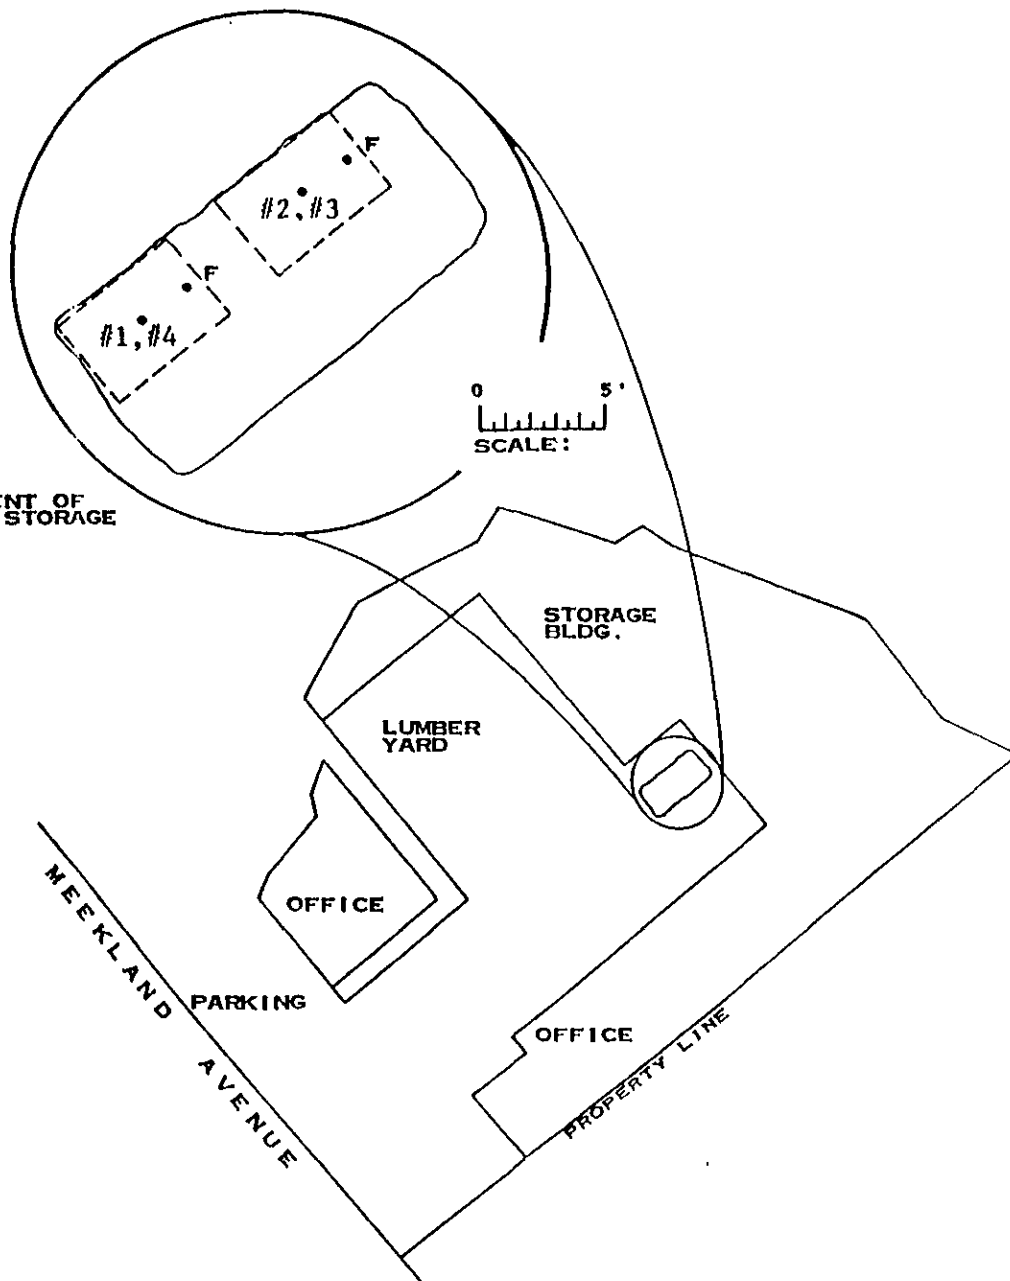 F
#2,#3
F
#1,#4
0 5'
SCALE:
OF
STORAGE
STORAGE
BLDG.
LUMBER
YARD
OFFICE
MEEKLAND AVENUE
PARKING
OFFICE
PROPERTY LINE